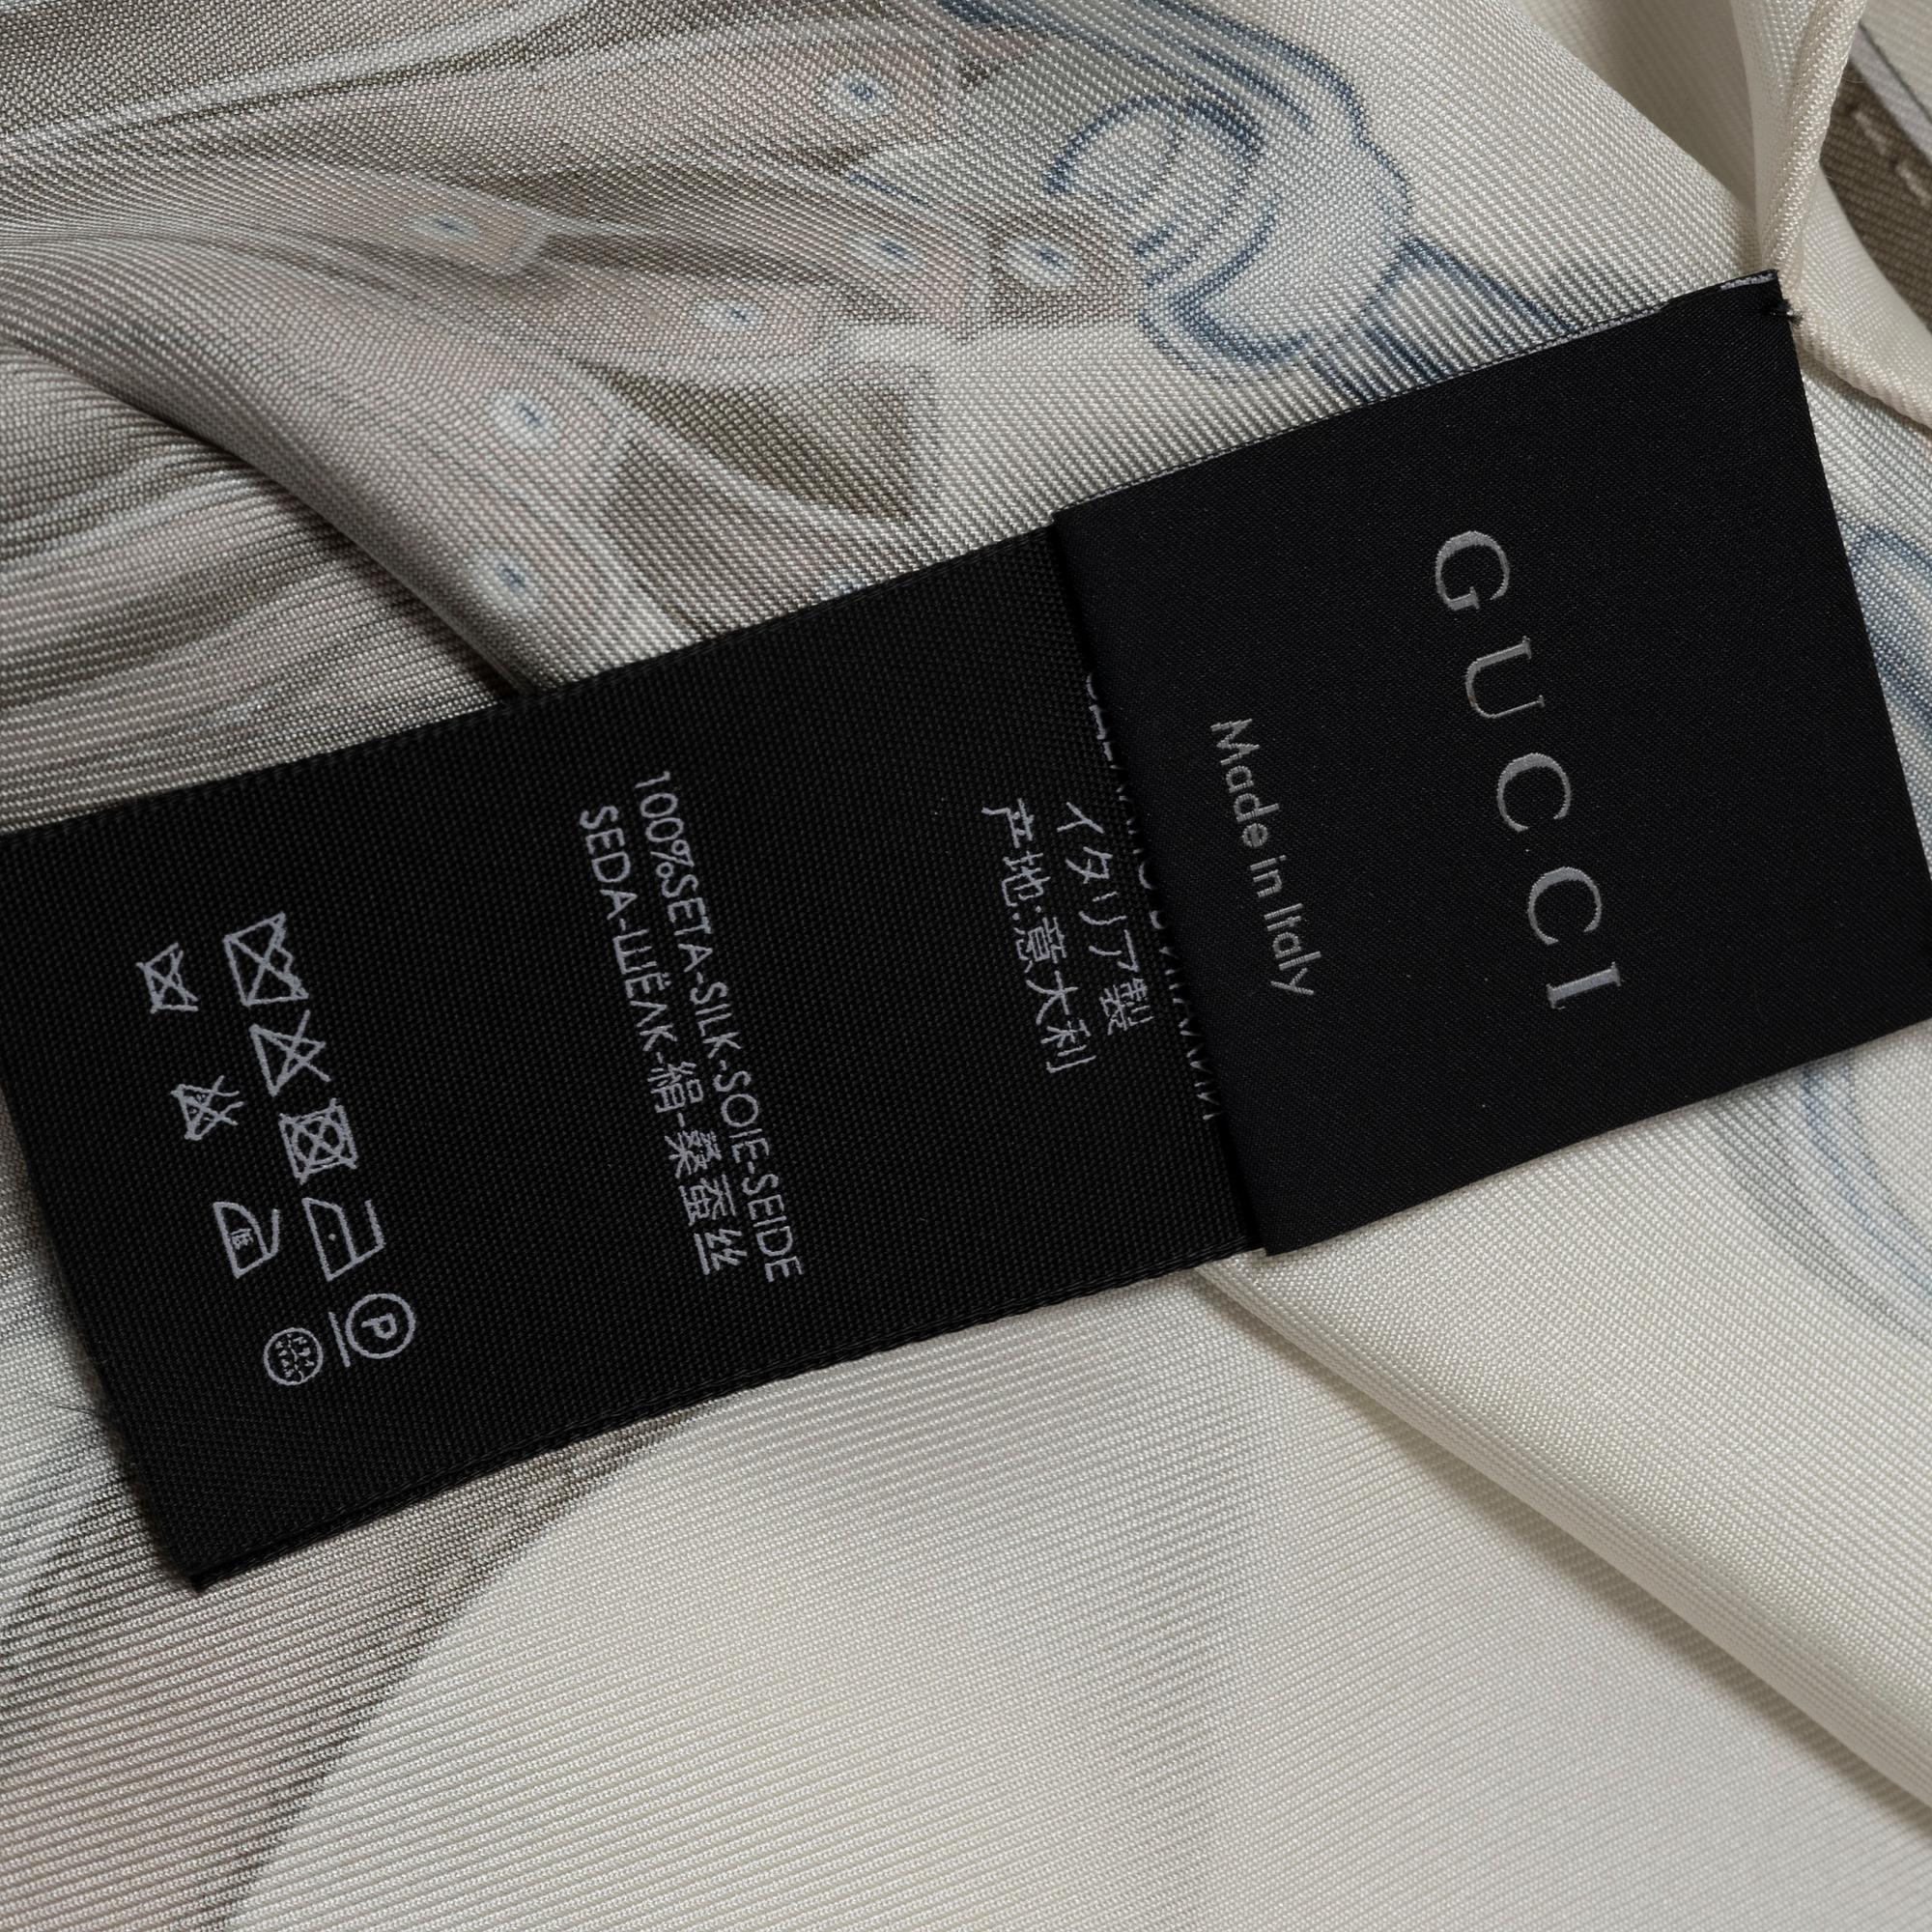 GUCCI
Made in Italy
イタリア製
产地:意大利
100%SETA-SILK-SOIE-SEIDE
SEDA-ШЁЛК-絹-桑蚕丝
P